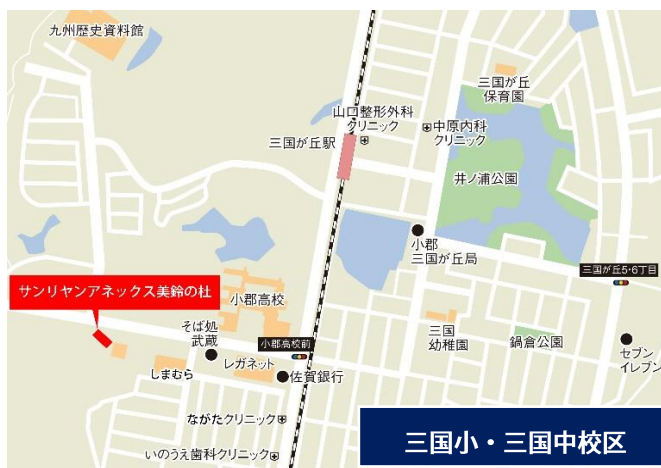 九州歴史資料館
三国が丘
保育園
山口整形外科
クリニック
中原内科
クリニック
三国が丘駅
井ノ浦公園
小郡
三国が丘局
三国が丘5・6丁目
サンリヤンアネックス美鈴の杜
小郡高校
そば処
武蔵
小郡高校前
三国
幼稚園
鍋倉公園
セブン
イレブン
しまむら
レガネット
佐賀銀行
ながたクリニック
いのうえ歯科クリニック
三国小・三国中校区